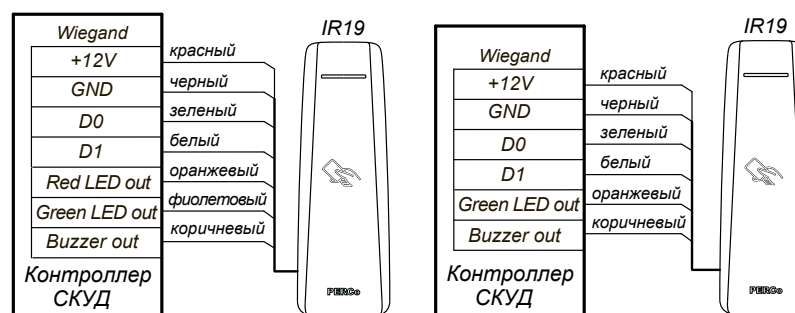 IR19
Wiegand
+12V
красный
GND
черный
D0
зеленый
D1
белый
Red LED out
оранжевый
Green LED out
фиолетовый
Buzzer out
коричневый
Контроллер
СКУД
PERCo
IR19
Wiegand
+12V
красный
GND
черный
D0
зеленый
D1
белый
Green LED out
оранжевый
Buzzer out
коричневый
Контроллер
СКУД
PERCo